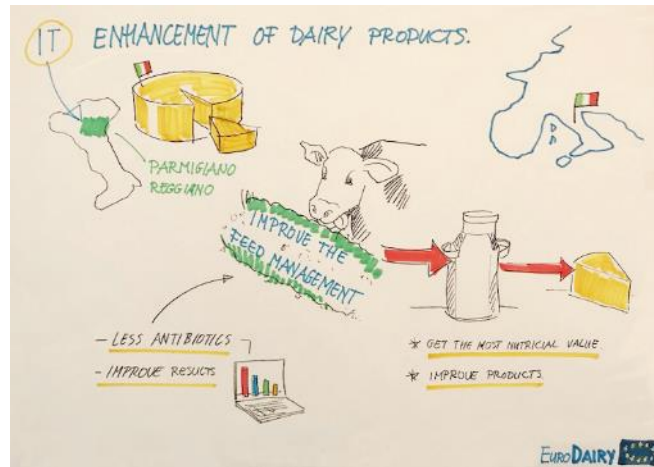 IT ENHANCEMENT OF DAIRY PRODUCTS.
PARMIGIANO
REGGIANO
IMPROVE THE
FEED MANAGEMENT
- LESS ANTIBIOTICS
- IMPROVE RESULTS
* GET THE MOST NUTRICIAL VALUE
* IMPROVE PRODUCTS
EURODAIRY